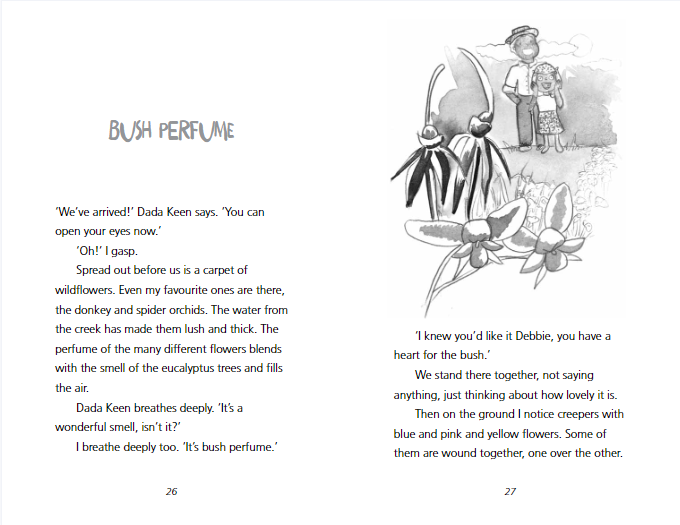 BUSH PERFUME
‘We’ve arrived!’ Dada Keen says. ‘You can
open your eyes now.’
‘Oh!’ I gasp.
Spread out before us is a carpet of
wildflowers. Even my favourite ones are there,
the donkey and spider orchids. The water from
the creek has made them lush and thick. The
perfume of the many different flowers blends
with the smell of the eucalyptus trees and fills
the air.
Dada Keen breathes deeply. ‘It’s a
wonderful smell, isn’t it?’
I breathe deeply too. ‘It’s bush perfume.’
26
‘I knew you’d like it Debbie, you have a
heart for the bush.’
We stand there together, not saying
anything, just thinking about how lovely it is.
Then on the ground I notice creepers with
blue and pink and yellow flowers. Some of
them are wound together, one over the other.
27